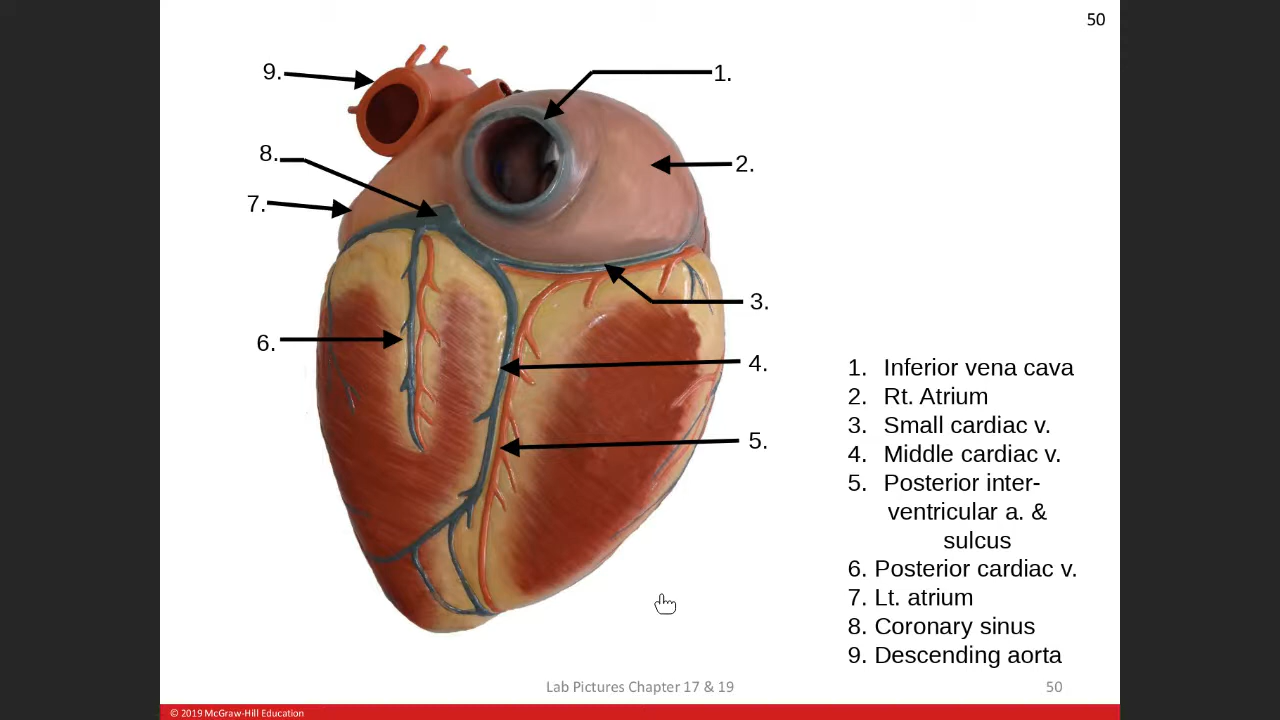 50
9.
1.
8.
2.
7.
3.
6.
4.
5.
1. Inferior vena cava
2. Rt. Atrium
3. Small cardiac v.
4. Middle cardiac v.
5. Posterior inter-
ventricular a. &
sulcus
6. Posterior cardiac v.
7. Lt. atrium
8. Coronary sinus
9. Descending aorta
Lab Pictures Chapter 17 & 19
50
© 2019 McGraw-Hill Education